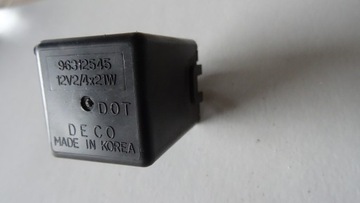 96312545
12V2/4x21W
DOT
DECO
MADE IN KOREA